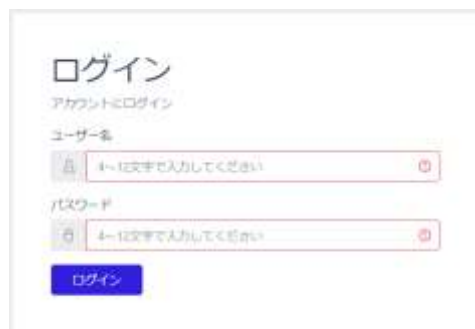 ログイン
アカウントにログイン
ユーザー名
4～12文字で入力してください
パスワード
4～12文字で入力してください
ログイン